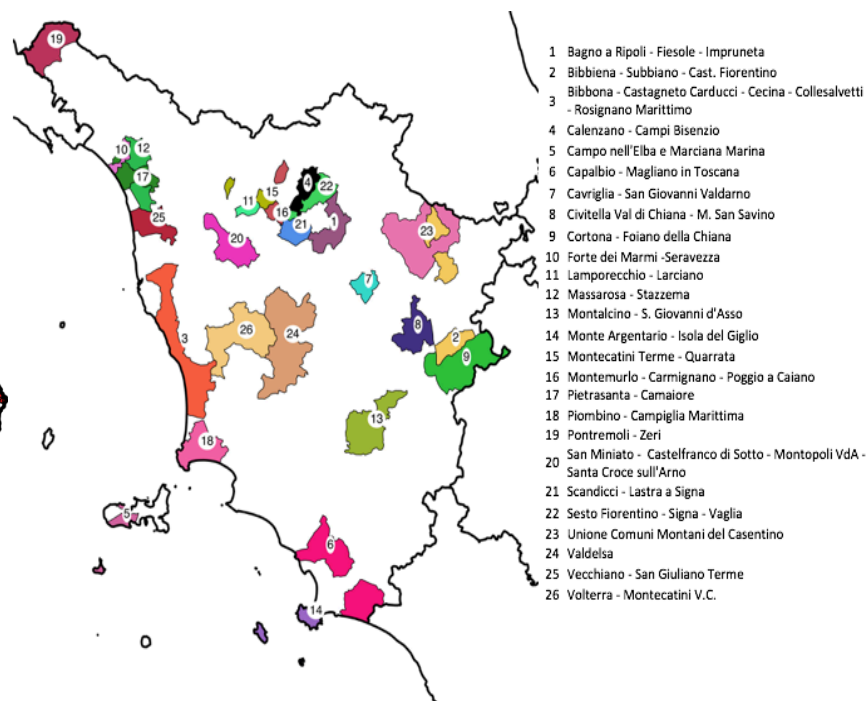 19
10
12
17
25
11
15
16
4
22
21
1
20
23
7
3
26
24
8
2
9
13
18
5
6
14
1 Bagno a Ripoli - Fiesole - Impruneta
2 Bibbiena - Subbiano - Cast. Fiorentino
3 Bibbona - Castagneto Carducci - Cecina - Collesalvetti
- Rosignano Marittimo
4 Calenzano - Campi Bisenzio
5 Campo nell'Elba e Marciana Marina
6 Capalbio - Magliano in Toscana
7 Cavriglia - San Giovanni Valdarno
8 Civitella Val di Chiana - M. San Savino
9 Cortona - Foiano della Chiana
10 Forte dei Marmi -Seravezza
11 Lamporecchio - Larciano
12 Massarosa - Stazzema
13 Montalcino - S. Giovanni d'Asso
14 Monte Argentario - Isola del Giglio
15 Montecatini Terme - Quarrata
16 Montemurlo - Carmignano - Poggio a Caiano
17 Pietrasanta - Camaiore
18 Piombino - Campiglia Marittima
19 Pontremoli - Zeri
20 San Miniato - Castelfranco di Sotto - Montopoli VdA -
Santa Croce sull'Arno
21 Scandicci - Lastra a Signa
22 Sesto Fiorentino - Signa - Vaglia
23 Unione Comuni Montani del Casentino
24 Valdelsa
25 Vecchiano - San Giuliano Terme
26 Volterra - Montecatini V.C.